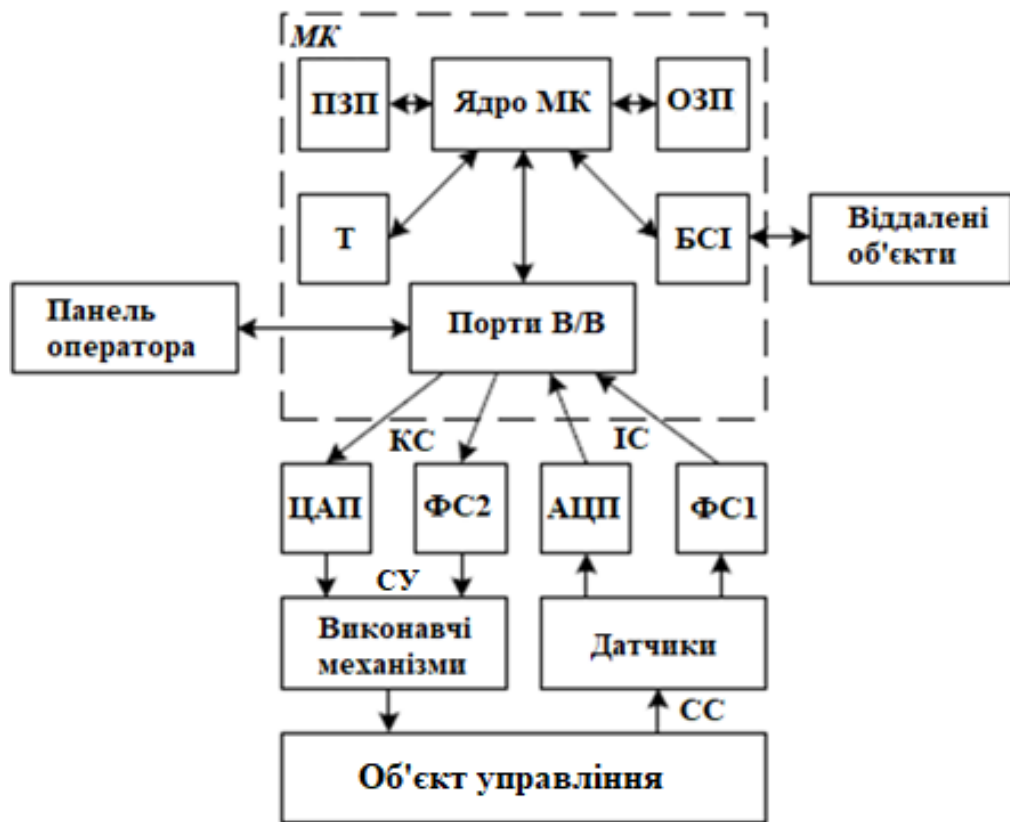 МК
ПЗП
Ядро МК
ОЗП
Т
БСІ
Віддалені
об'єкти
Панель
оператора
Порти В/В
КС
ІС
ЦАП
ФС2
АЦП
ФС1
СУ
Виконавчі
механізми
Датчики
СС
Об'єкт управління